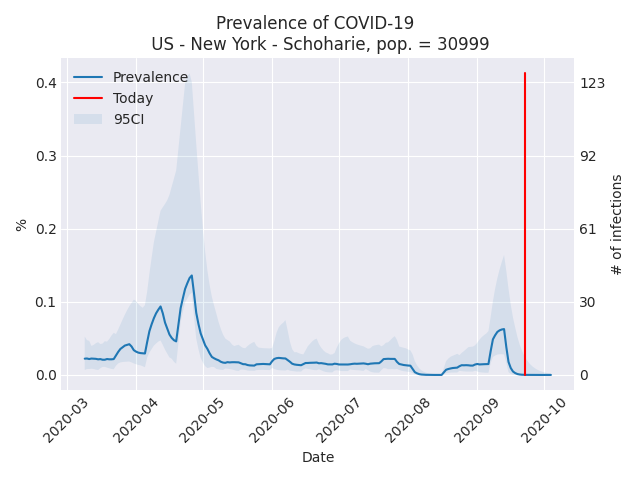 Prevalence of COVID-19
US - New York - Schoharie, pop. = 30999
Prevalence
Today
95CI
0.4
0.3
0.2
0.1
0.0
%
123
92
61
30
0
# of infections
2020-03
2020-04
2020-05
2020-06
2020-07
2020-08
2020-09
2020-10
Date